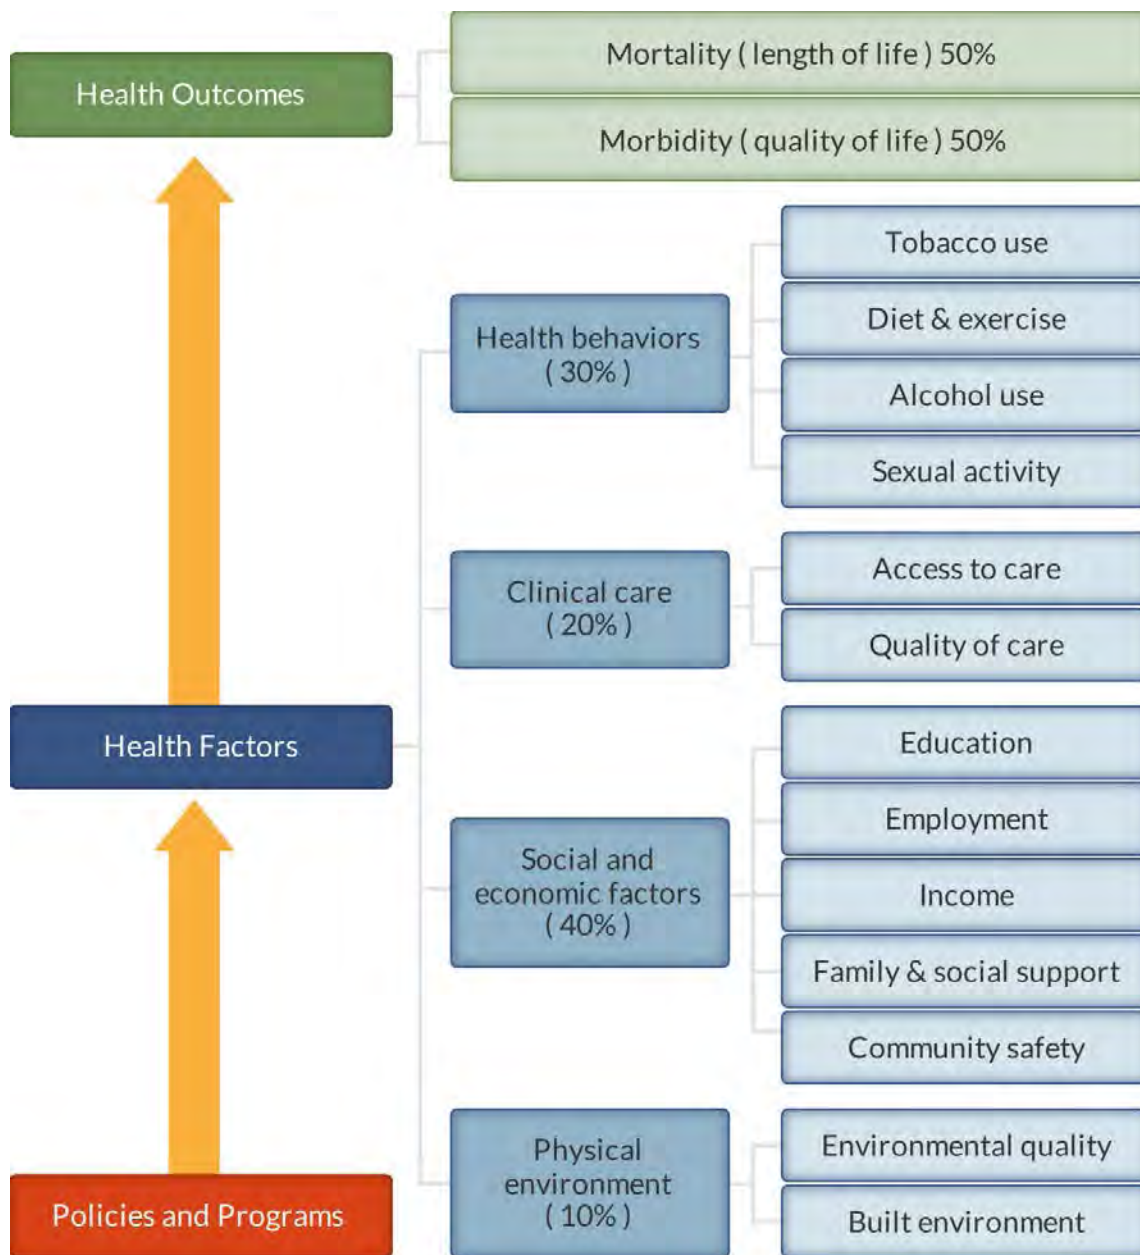 Health Outcomes
Mortality ( length of life ) 50%
Morbidity ( quality of life ) 50%
Health Factors
Health behaviors
( 30% )
Tobacco use
Diet & exercise
Alcohol use
Sexual activity
Clinical care
( 20% )
Access to care
Quality of care
Social and
economic factors
( 40% )
Education
Employment
Income
Family & social support
Community safety
Physical
environment
( 10% )
Environmental quality
Built environment
Policies and Programs